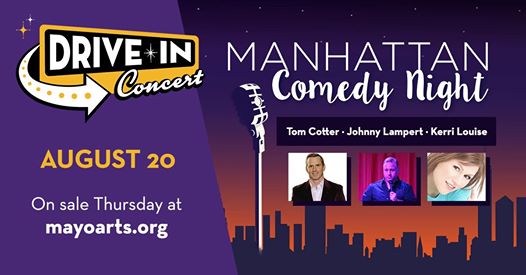 DRIVE-IN
Concert
AUGUST 20
On sale Thursday at
mayoarts.org
MANHATTAN
Comedy Night
Tom Cotter · Johnny Lampert · Kerri Louise